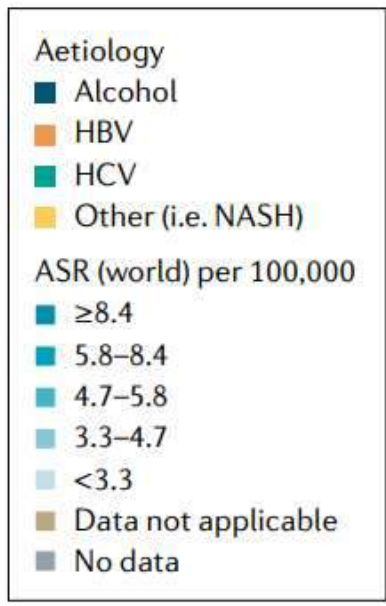 Aetiology
Alcohol
HBV
HCV
Other (i.e. NASH)
ASR (world) per 100,000
≥8.4
5.8–8.4
4.7–5.8
3.3–4.7
<3.3
Data not applicable
No data